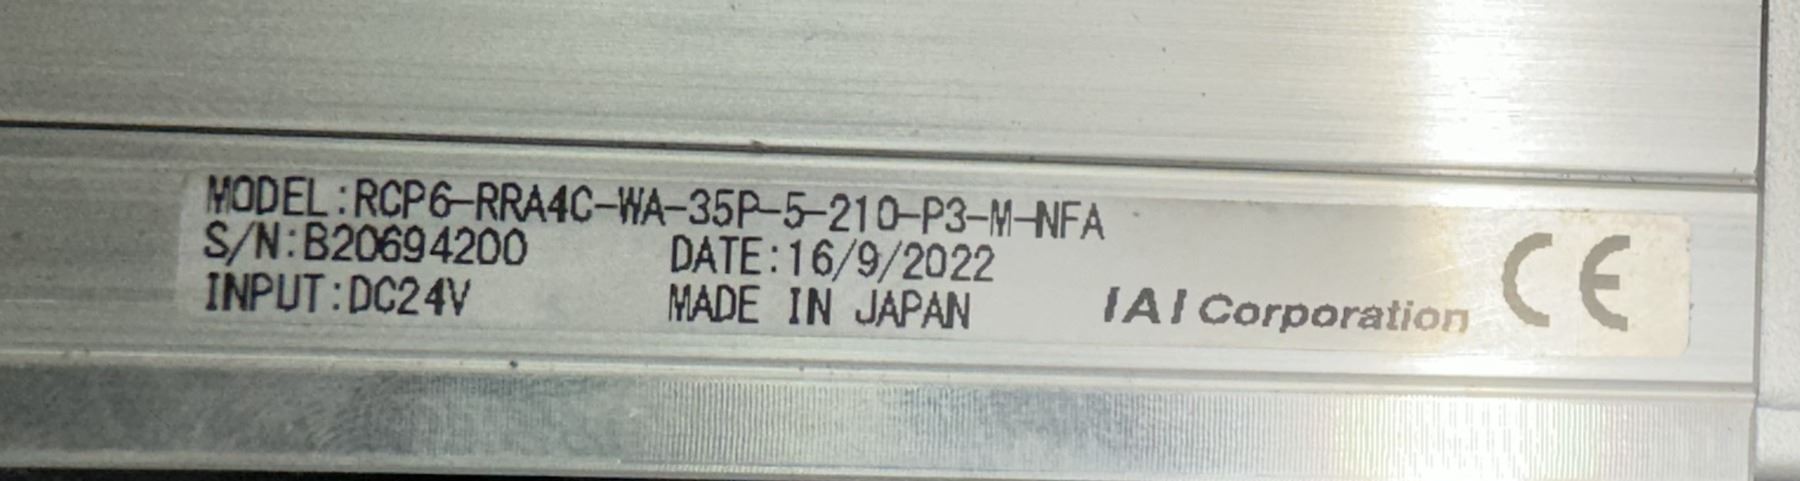 MODEL:RCP6-RRA4C-WA-35P-5-210-P3-M-NFA
S/N:B20694200 DATE:16/9/2022
INPUT:DC24V MADE IN JAPAN IAI Corporation CE